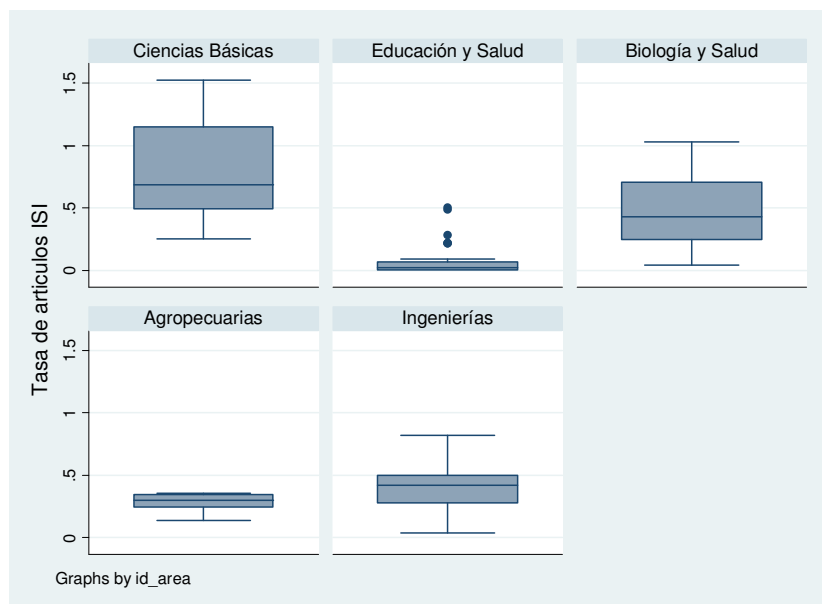 Ciencias Básicas
Educación y Salud
Biología y Salud
1.5
1
.5
0
Agropecuarias
Ingenierías
1.5
1
.5
0
Tasa de articulos ISI
Graphs by id_area